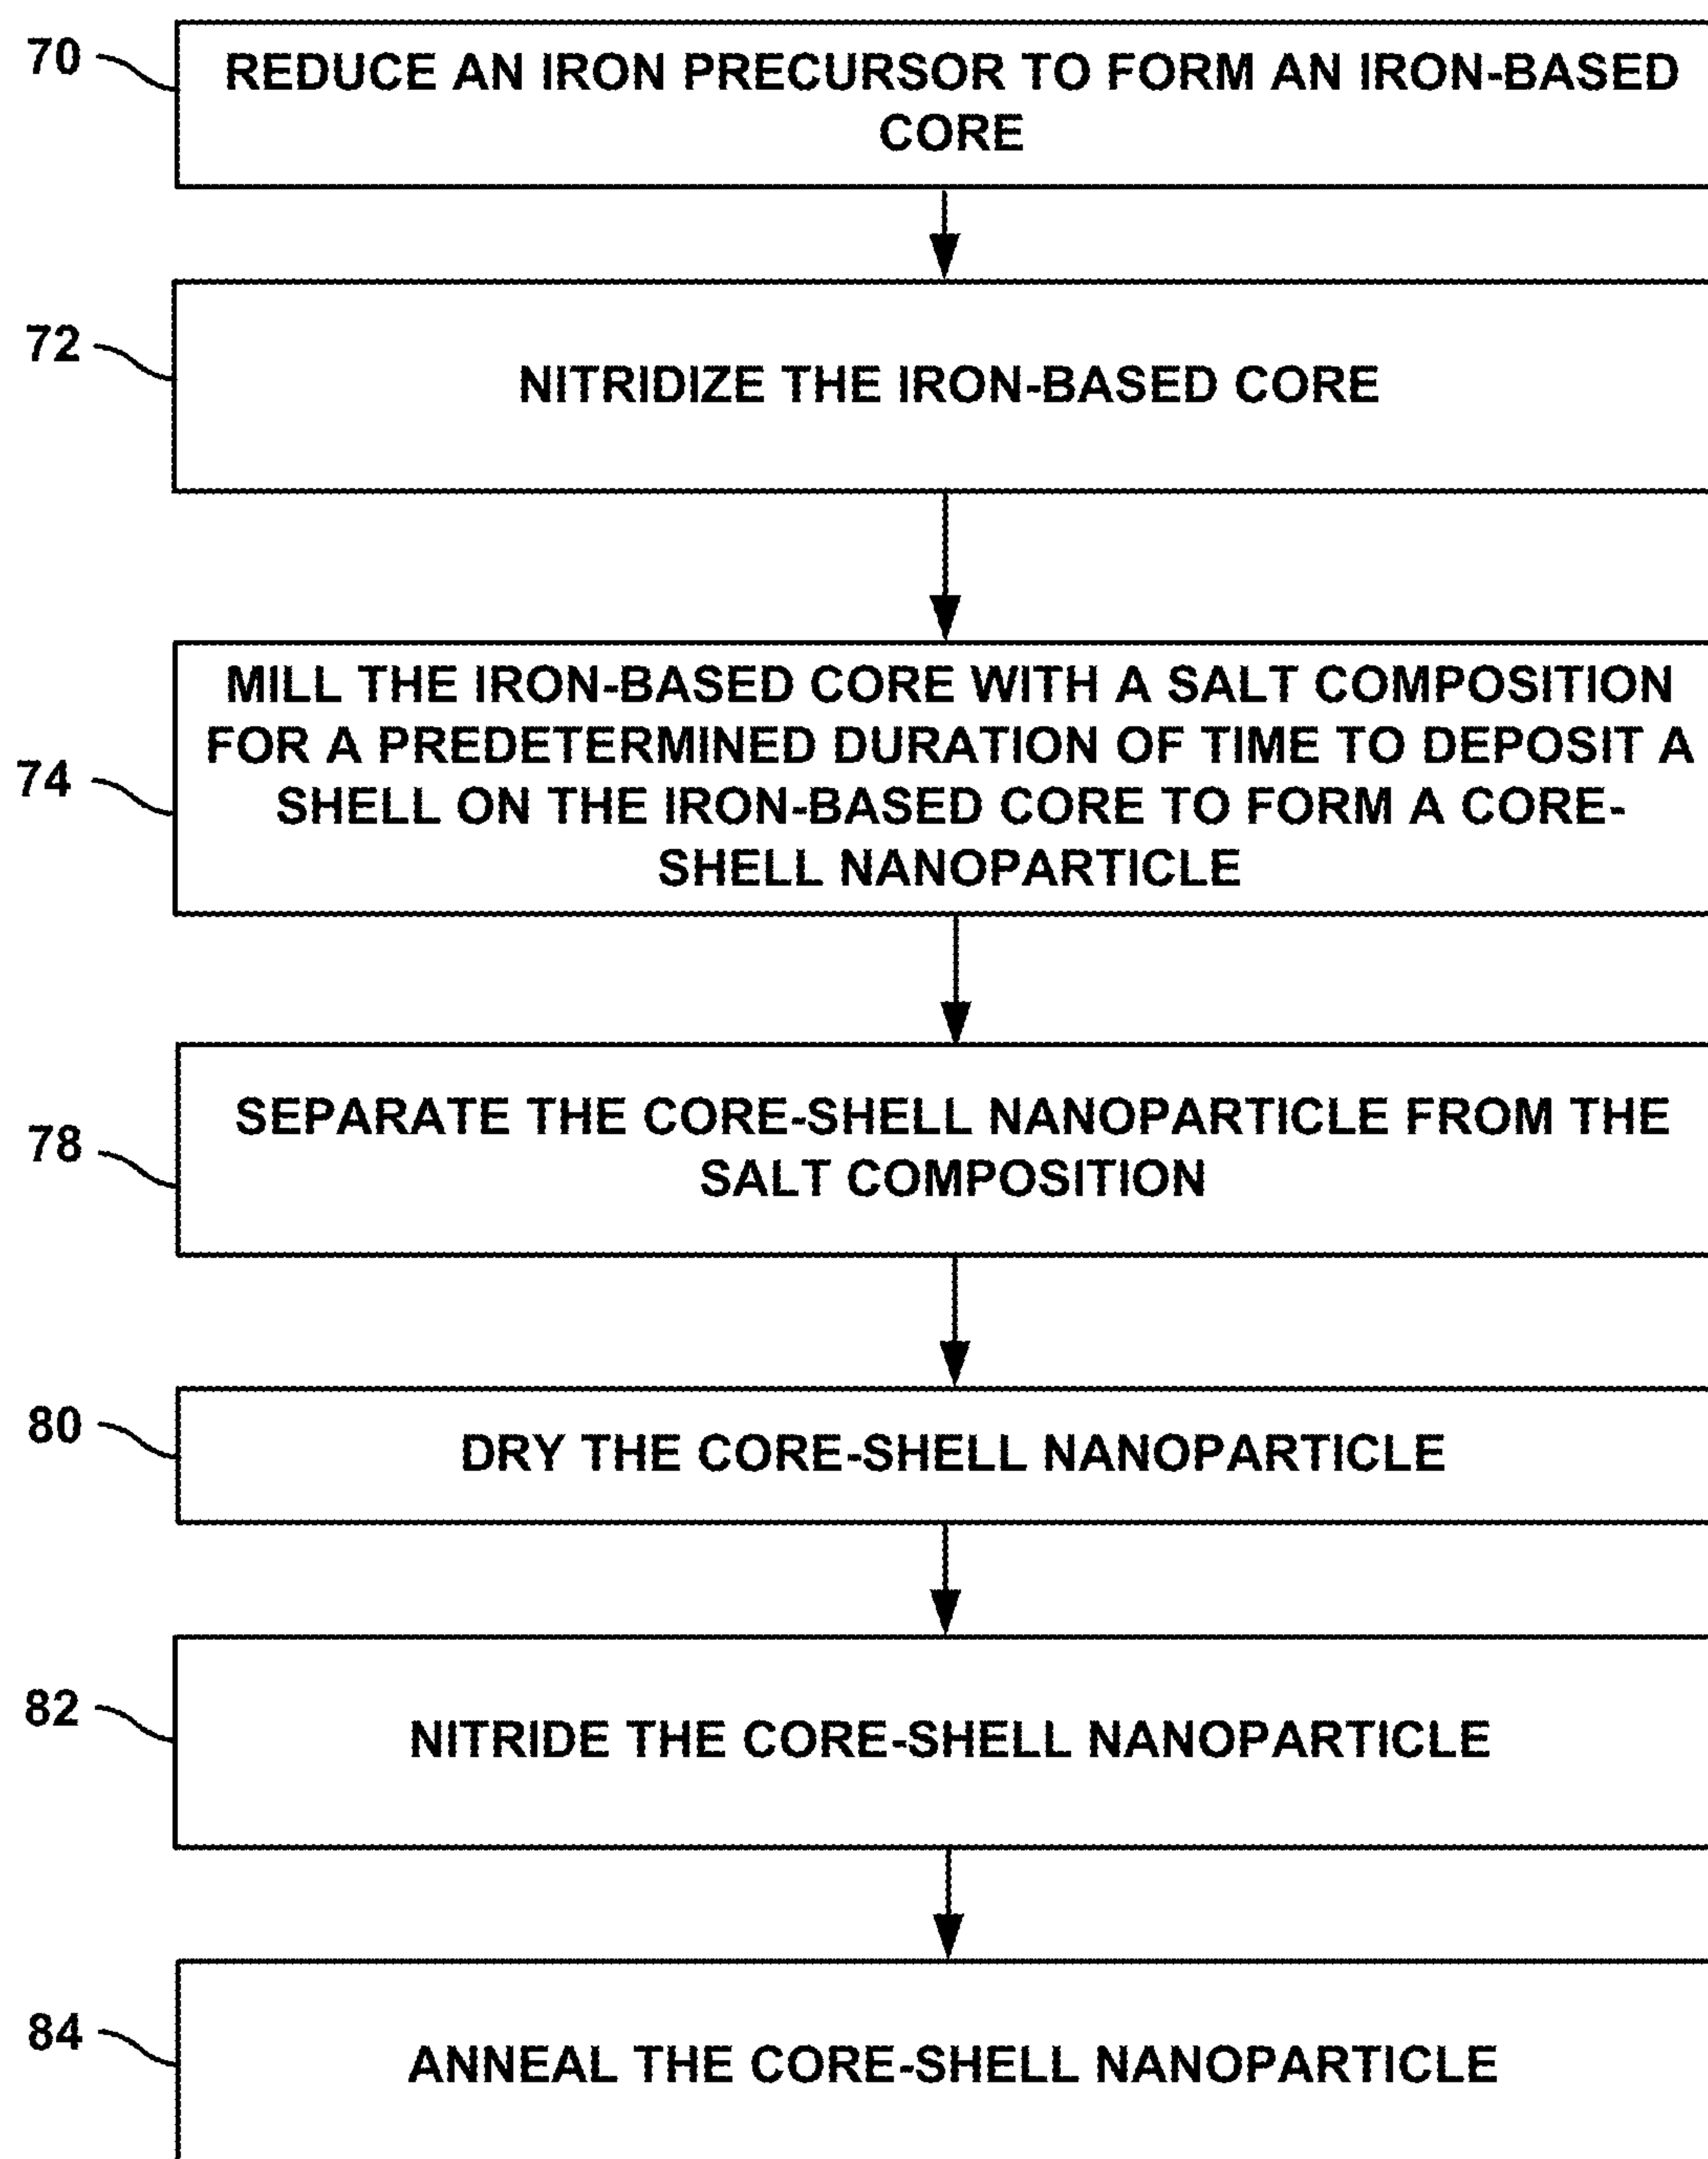 70
REDUCE AN IRON PRECURSOR TO FORM AN IRON-BASED
CORE
72
NITRIDIZE THE IRON-BASED CORE
74
MILL THE IRON-BASED CORE WITH A SALT COMPOSITION
FOR A PREDETERMINED DURATION OF TIME TO DEPOSIT A
SHELL ON THE IRON-BASED CORE TO FORM A CORE-
SHELL NANOPARTICLE
78
SEPARATE THE CORE-SHELL NANOPARTICLE FROM THE
SALT COMPOSITION
80
DRY THE CORE-SHELL NANOPARTICLE
82
NITRIDE THE CORE-SHELL NANOPARTICLE
84
ANNEAL THE CORE-SHELL NANOPARTICLE